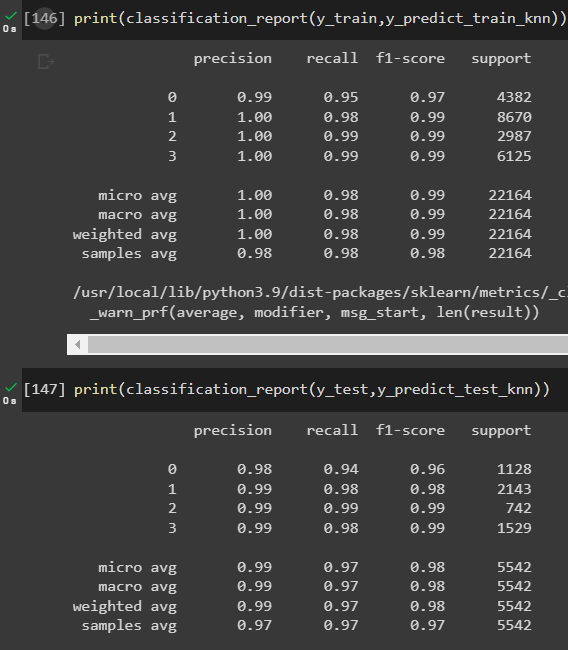 [146] print(classification_report(y_train,y_predict_train_knn))
0s
precision recall f1-score support
0 0.99 0.95 0.97 4382
1 1.00 0.98 0.99 8670
2 1.00 0.99 0.99 2987
3 1.00 0.99 0.99 6125
micro avg 1.00 0.98 0.99 22164
macro avg 1.00 0.98 0.99 22164
weighted avg 1.00 0.98 0.99 22164
samples avg 0.98 0.98 0.98 22164
/usr/local/lib/python3.9/dist-packages/sklearn/metrics/_c
_warn_prf(average, modifier, msg_start, len(result))
[147] print(classification_report(y_test,y_predict_test_knn))
0s
precision recall f1-score support
0 0.98 0.94 0.96 1128
1 0.99 0.98 0.98 2143
2 0.99 0.99 0.99 742
3 0.99 0.98 0.99 1529
micro avg 0.99 0.97 0.98 5542
macro avg 0.99 0.97 0.98 5542
weighted avg 0.99 0.97 0.98 5542
samples avg 0.97 0.97 0.97 5542